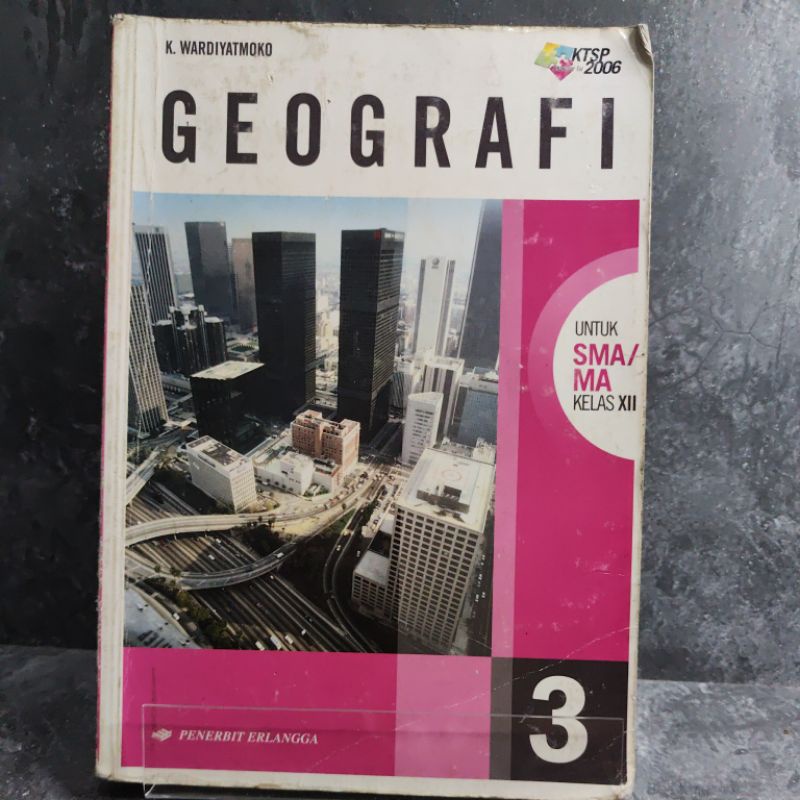 K. WARDIYATMOKO
KTSP
2006
GEOGRAFI
UNTUK
SMA/
MA
KELAS XII
3
PENERBIT ERLANGGA